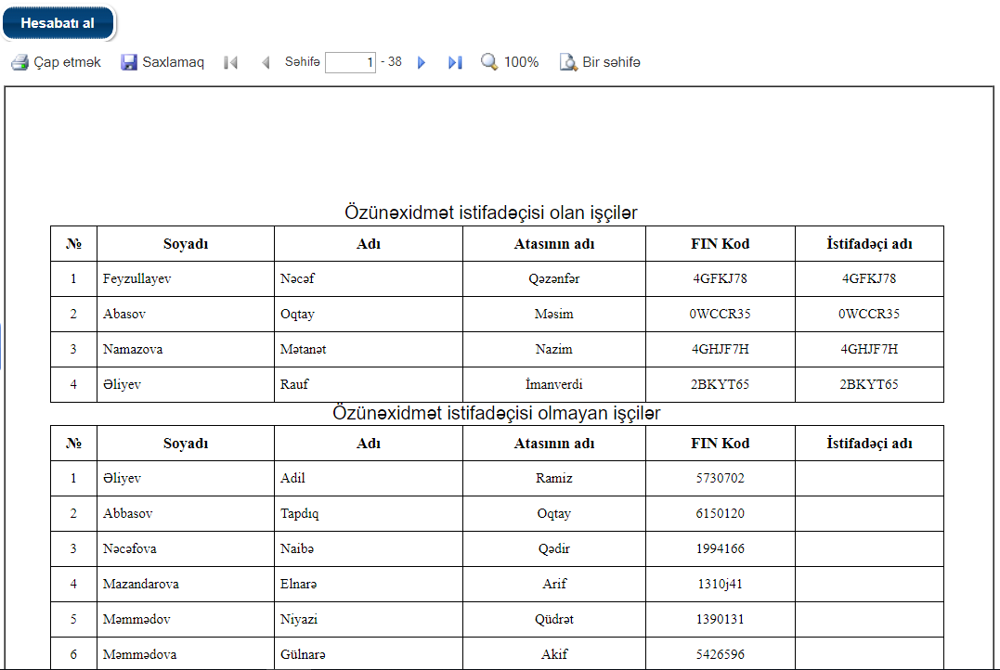 Hesabatı al
Çap etmək Saxlamaq Səhifə 1 - 38 100% Bir səhifə
Özünəxidmət istifadəçisi olan işçilər
№ Soyadı Adı Atasının adı FIN Kod İstifadəçi adı
1 Feyzullayev Nəcəf Qəzənfər 4GFKJ78 4GFKJ78
2 Abasov Oqtay Məsim 0WCCR35 0WCCR35
3 Namazova Mətanət Nazim 4GHJF7H 4GHJF7H
4 Əliyev Rauf İmanverdi 2BKYT65 2BKYT65
Özünəxidmət istifadəçisi olmayan işçilər
№ Soyadı Adı Atasının adı FIN Kod İstifadəçi adı
1 Əliyev Adil Ramiz 5730702
2 Abbasov Tapdıq Oqtay 6150120
3 Nəcəfova Naibə Qədir 1994166
4 Mazandarova Elnarə Arif 1310j41
5 Məmmədov Niyazi Qüdrət 1390131
6 Məmmədova Gülnarə Akif 5426596